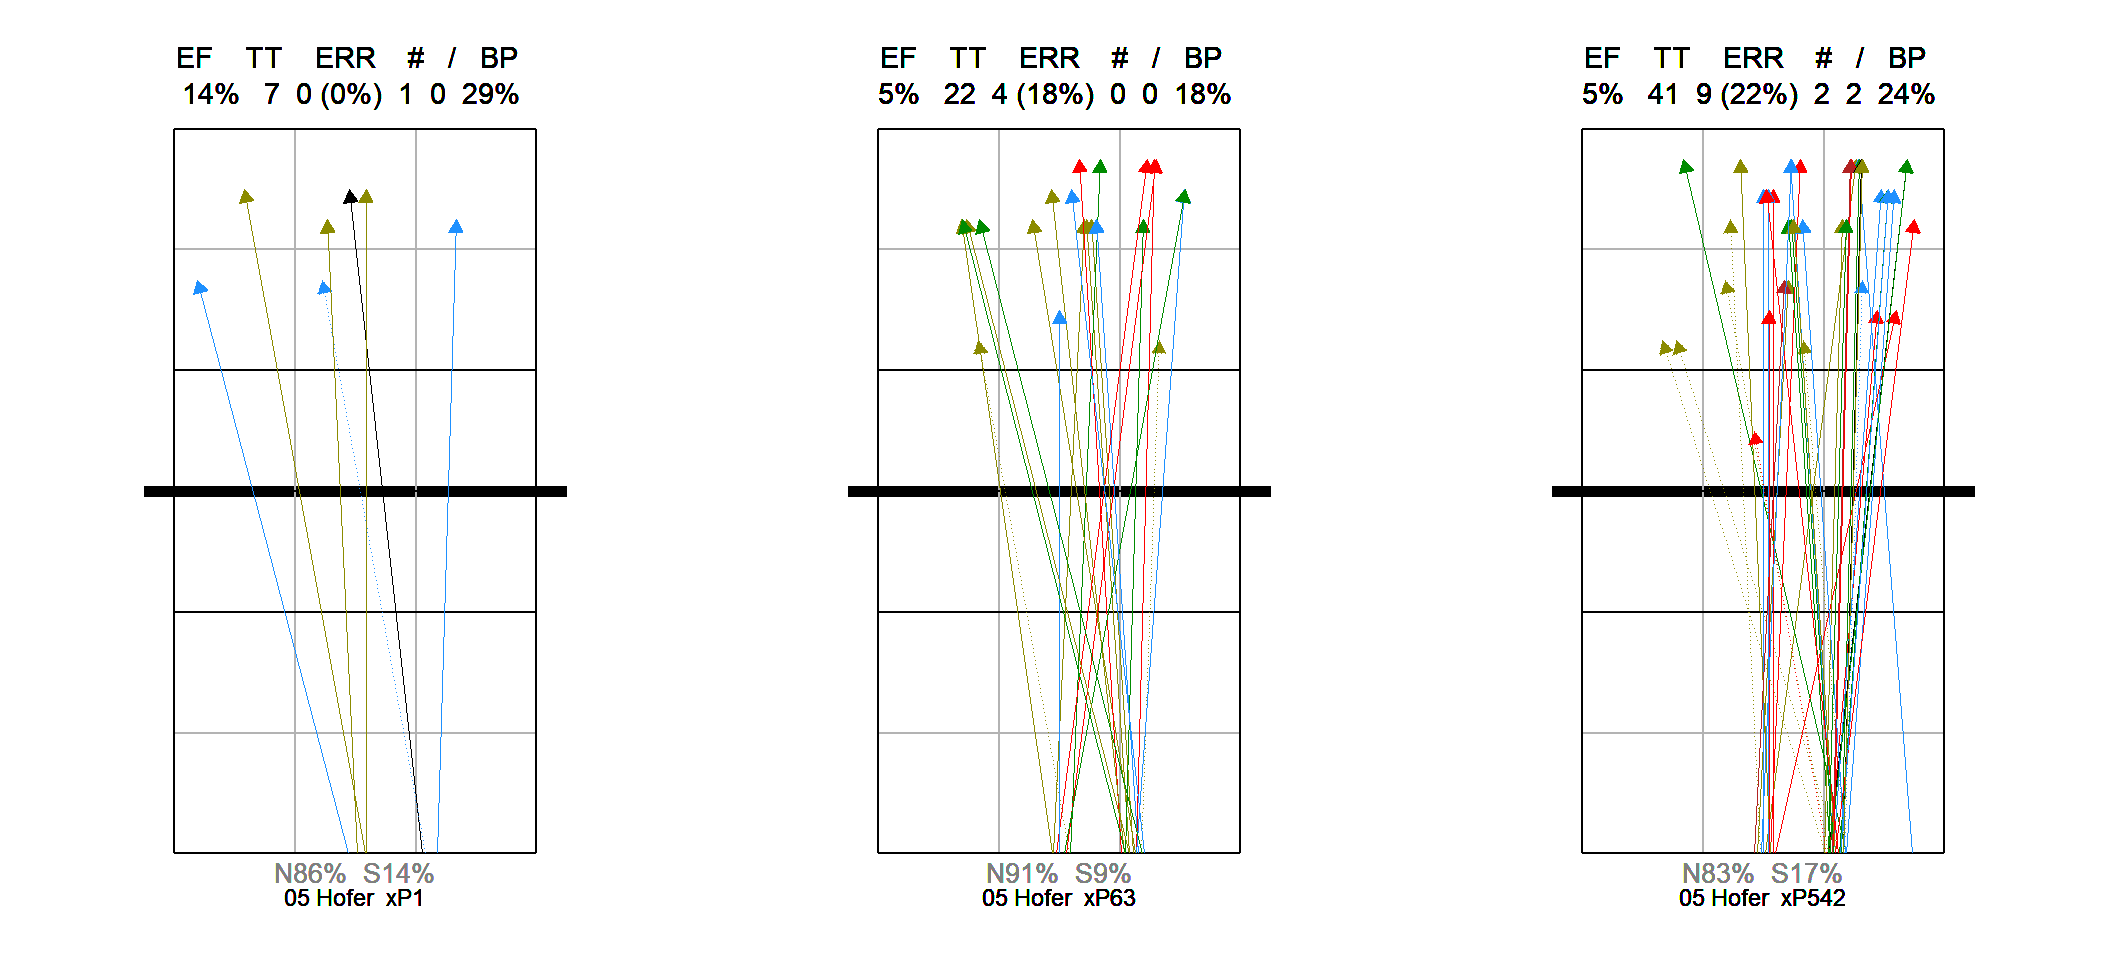 EF TT ERR # / BP
14% 7 0 (0%) 1 0 29%
N86% S14%
05 Hofer xP1
EF TT ERR # / BP
5% 22 4 (18%) 0 0 18%
N91% S9%
05 Hofer xP63
EF TT ERR # / BP
5% 41 9 (22%) 2 2 24%
N83% S17%
05 Hofer xP542